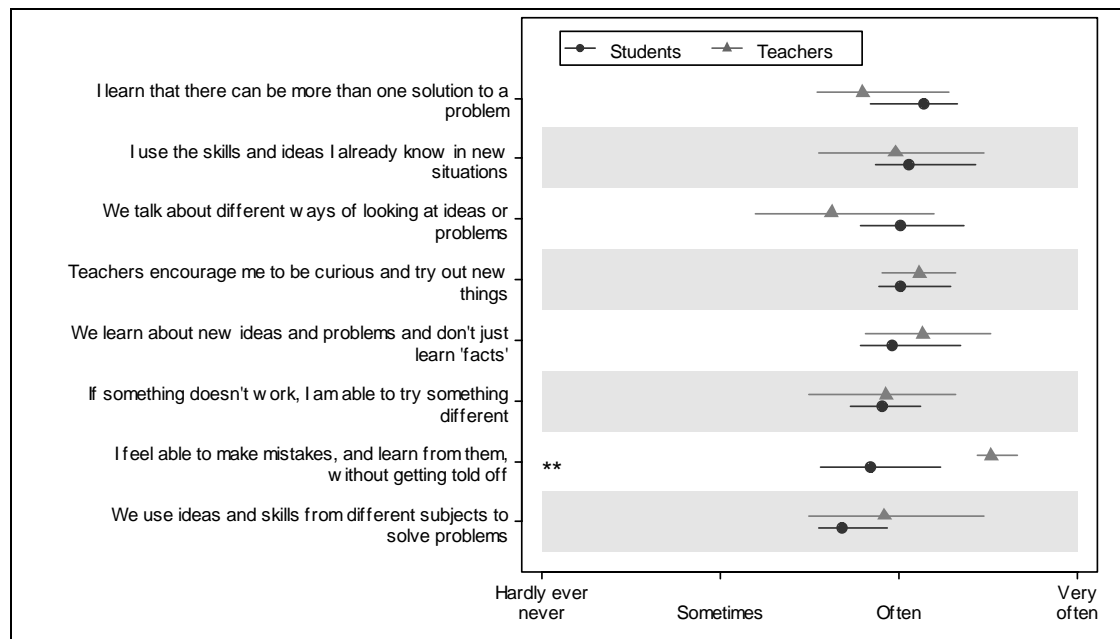 Students Teachers
I learn that there can be more than one solution to a
problem
I use the skills and ideas I already know in new
situations
We talk about different ways of looking at ideas or
problems
Teachers encourage me to be curious and try out new
things
We learn about new ideas and problems and don't just
learn 'facts'
If something doesn't work, I am able to try something
different
I feel able to make mistakes, and learn from them,
without getting told off
**
We use ideas and skills from different subjects to
solve problems
Hardly ever
never
Sometimes
Often
Very
often